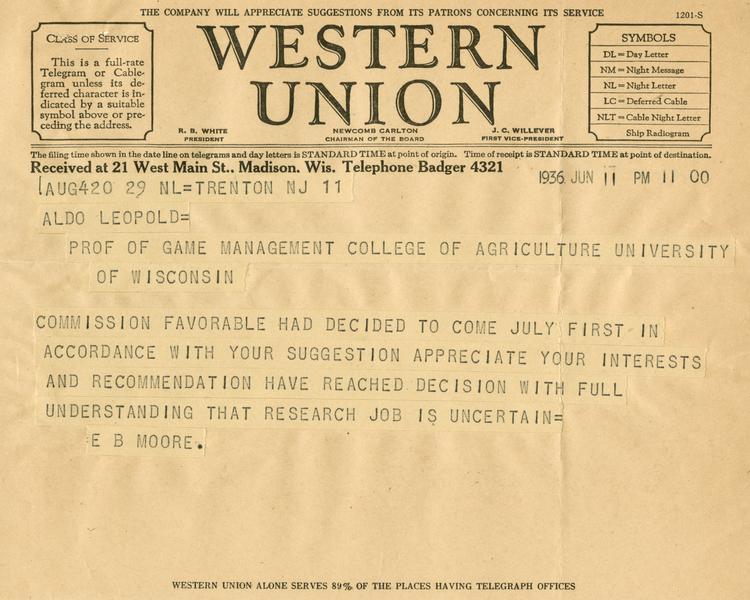 THE COMPANY WILL APPRECIATE SUGGESTIONS FROM ITS PATRONS CONCERNING ITS SERVICE
1201-S
CLASS OF SERVICE
This is a full-rate
Telegram or Cable-
gram unless its de-
ferred character is in-
dicated by a suitable
symbol above or pre-
ceding the address.
WESTERN
UNION
R. B. WHITE
PRESIDENT
NEWCOMB CARLTON
CHAIRMAN OF THE BOARD
J. C. WILLEVER
FIRST VICE-PRESIDENT
SYMBOLS
DL = Day Letter
NM = Night Message
NL = Night Letter
LC = Deferred Cable
NLT = Cable Night Letter
Ship Radiogram
The filing time shown in the date line on telegrams and day letters is STANDARD TIME at point of origin. Time of receipt is STANDARD TIME at point of destination.
Received at 21 West Main St.. Madison. Wis. Telephone Badger 4321
1936 JUN 11 PM 11 00
(AUG420 29 NL=TRENTON NJ 11
ALDO LEOPOLD=
PROF OF GAME MANAGEMENT COLLEGE OF AGRICULTURE UNIVERSITY
OF WISCONSIN
COMMISSION FAVORABLE HAD DECIDED TO COME JULY FIRST IN
ACCORDANCE WITH YOUR SUGGESTION APPRECIATE YOUR INTERESTS
AND RECOMMENDATION HAVE REACHED DECISION WITH FULL
UNDERSTANDING THAT RESEARCH JOB IS UNCERTAIN=
E B MOORE.
WESTERN UNION ALONE SERVES 89% OF THE PLACES HAVING TELEGRAPH OFFICES